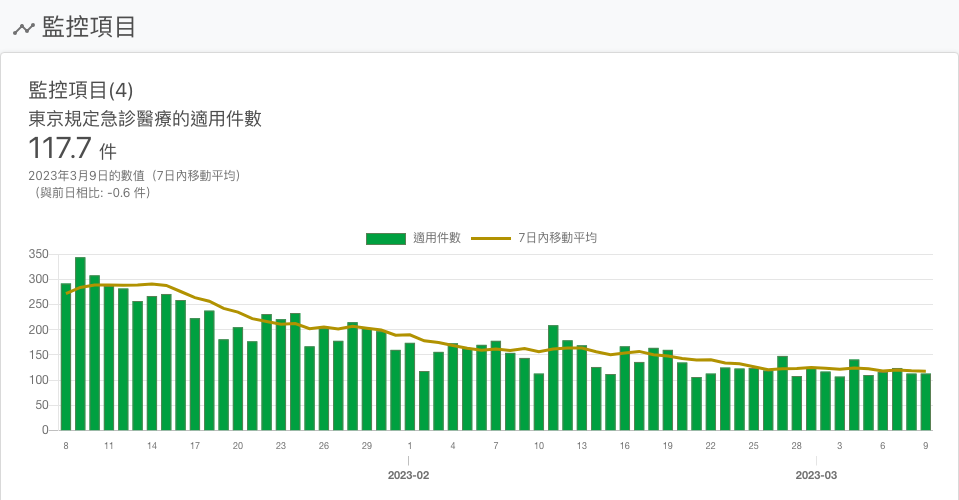 監控項目
監控項目(4)
東京規定急診醫療的適用件數
117.7 件
2023年3月9日的數值（7日內移動平均）
（與前日相比: -0.6 件）
適用件數 7日內移動平均
350
300
250
200
150
100
50
0
8 11 14 17 20 23 26 29 1 4 7 10 13 16 19 22 25 28 3 6 9
2023-02 2023-03